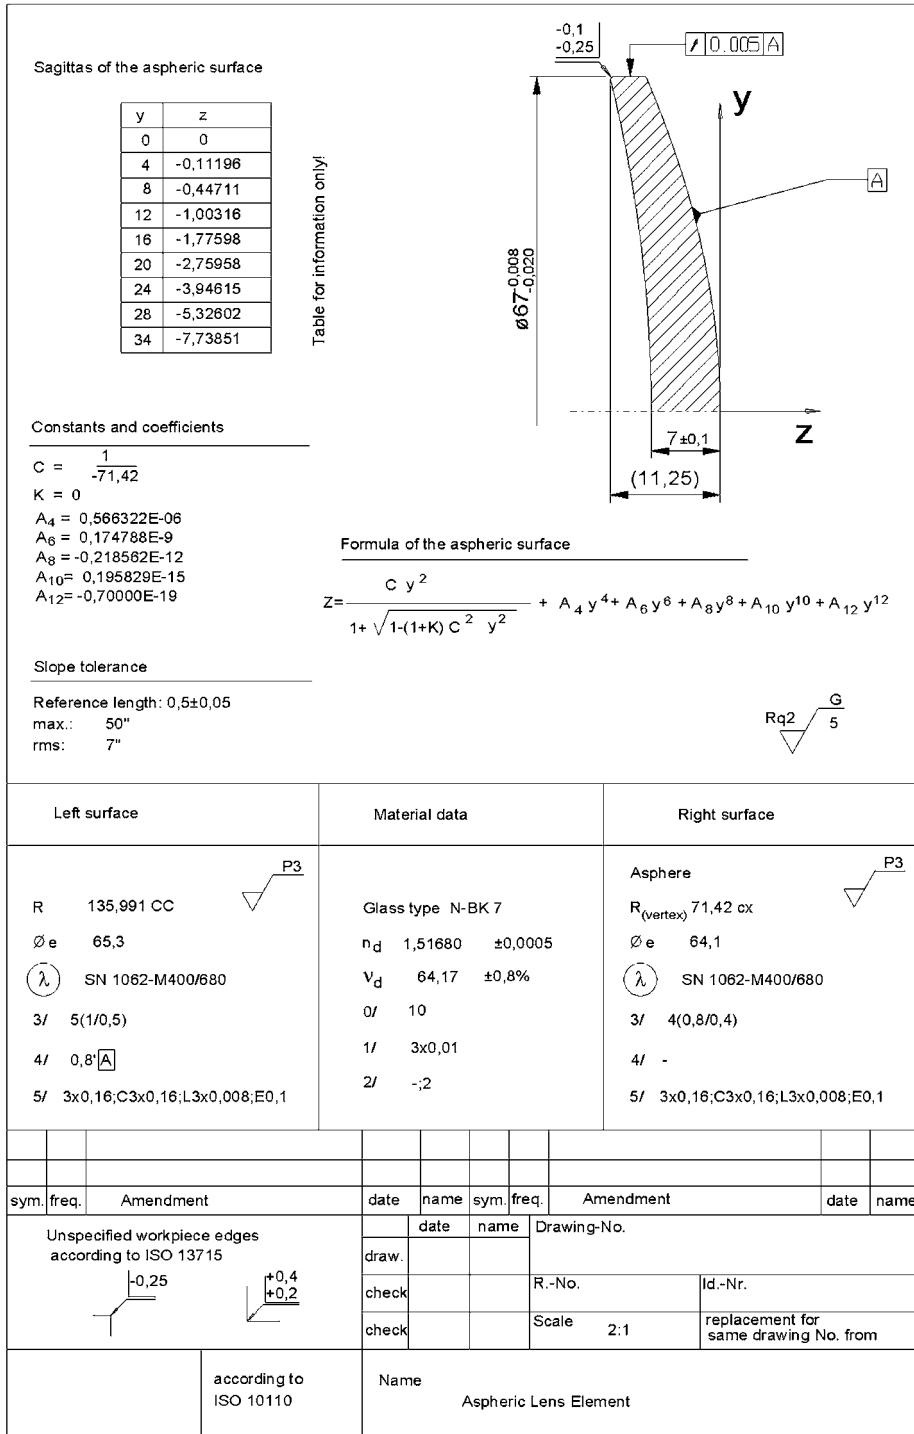 -0,1
-0,25
0.005 A
Sagittas of the aspheric surface
y z
0 0
4 -0,11196
8 -0,44711
12 -1,00316
16 -1,77598
20 -2,75958
24 -3,94615
28 -5,32602
34 -7,73851
Table for information only!
y
A
ø67 -0,008
-0,020
z
7±0,1
(11,25)
Constants and coefficients
C = 1
-71,42
K = 0
A4 = 0,566322E-06
A6 = 0,174788E-9
A8 = -0,218562E-12
A10= 0,195829E-15
A12= -0,70000E-19
Formula of the aspheric surface
Z= C y² / 1+ √1-(1+K) C² y² + A4 y⁴ + A6 y⁶ + A8 y⁸ + A10 y¹⁰ + A12 y¹²
Slope tolerance
Reference length: 0,5±0,05
max.: 50"
rms: 7"
Rq2 G
5
Left surface
P3
R 135,991 CC
Ø e 65,3
λ SN 1062-M400/680
3/ 5(1/0,5)
4/ 0,8' A
5/ 3x0,16;C3x0,16;L3x0,008;E0,1
Material data
Glass type N-BK 7
nd 1,51680 ±0,0005
νd 64,17 ±0,8%
0/ 10
1/ 3x0,01
2/ -;2
Right surface
Asphere P3
R(vertex) 71,42 cx
Ø e 64,1
λ SN 1062-M400/680
3/ 4(0,8/0,4)
4/ -
5/ 3x0,16;C3x0,16;L3x0,008;E0,1
sym. freq. Amendment date name sym. freq. Amendment date name
Unspecified workpiece edges
according to ISO 13715
-0,25
+0,4
+0,2
date name
draw.
check
check
Drawing-No.
R.-No. Id.-Nr.
Scale 2:1
replacement for
same drawing No. from
according to
ISO 10110
Name
Aspheric Lens Element